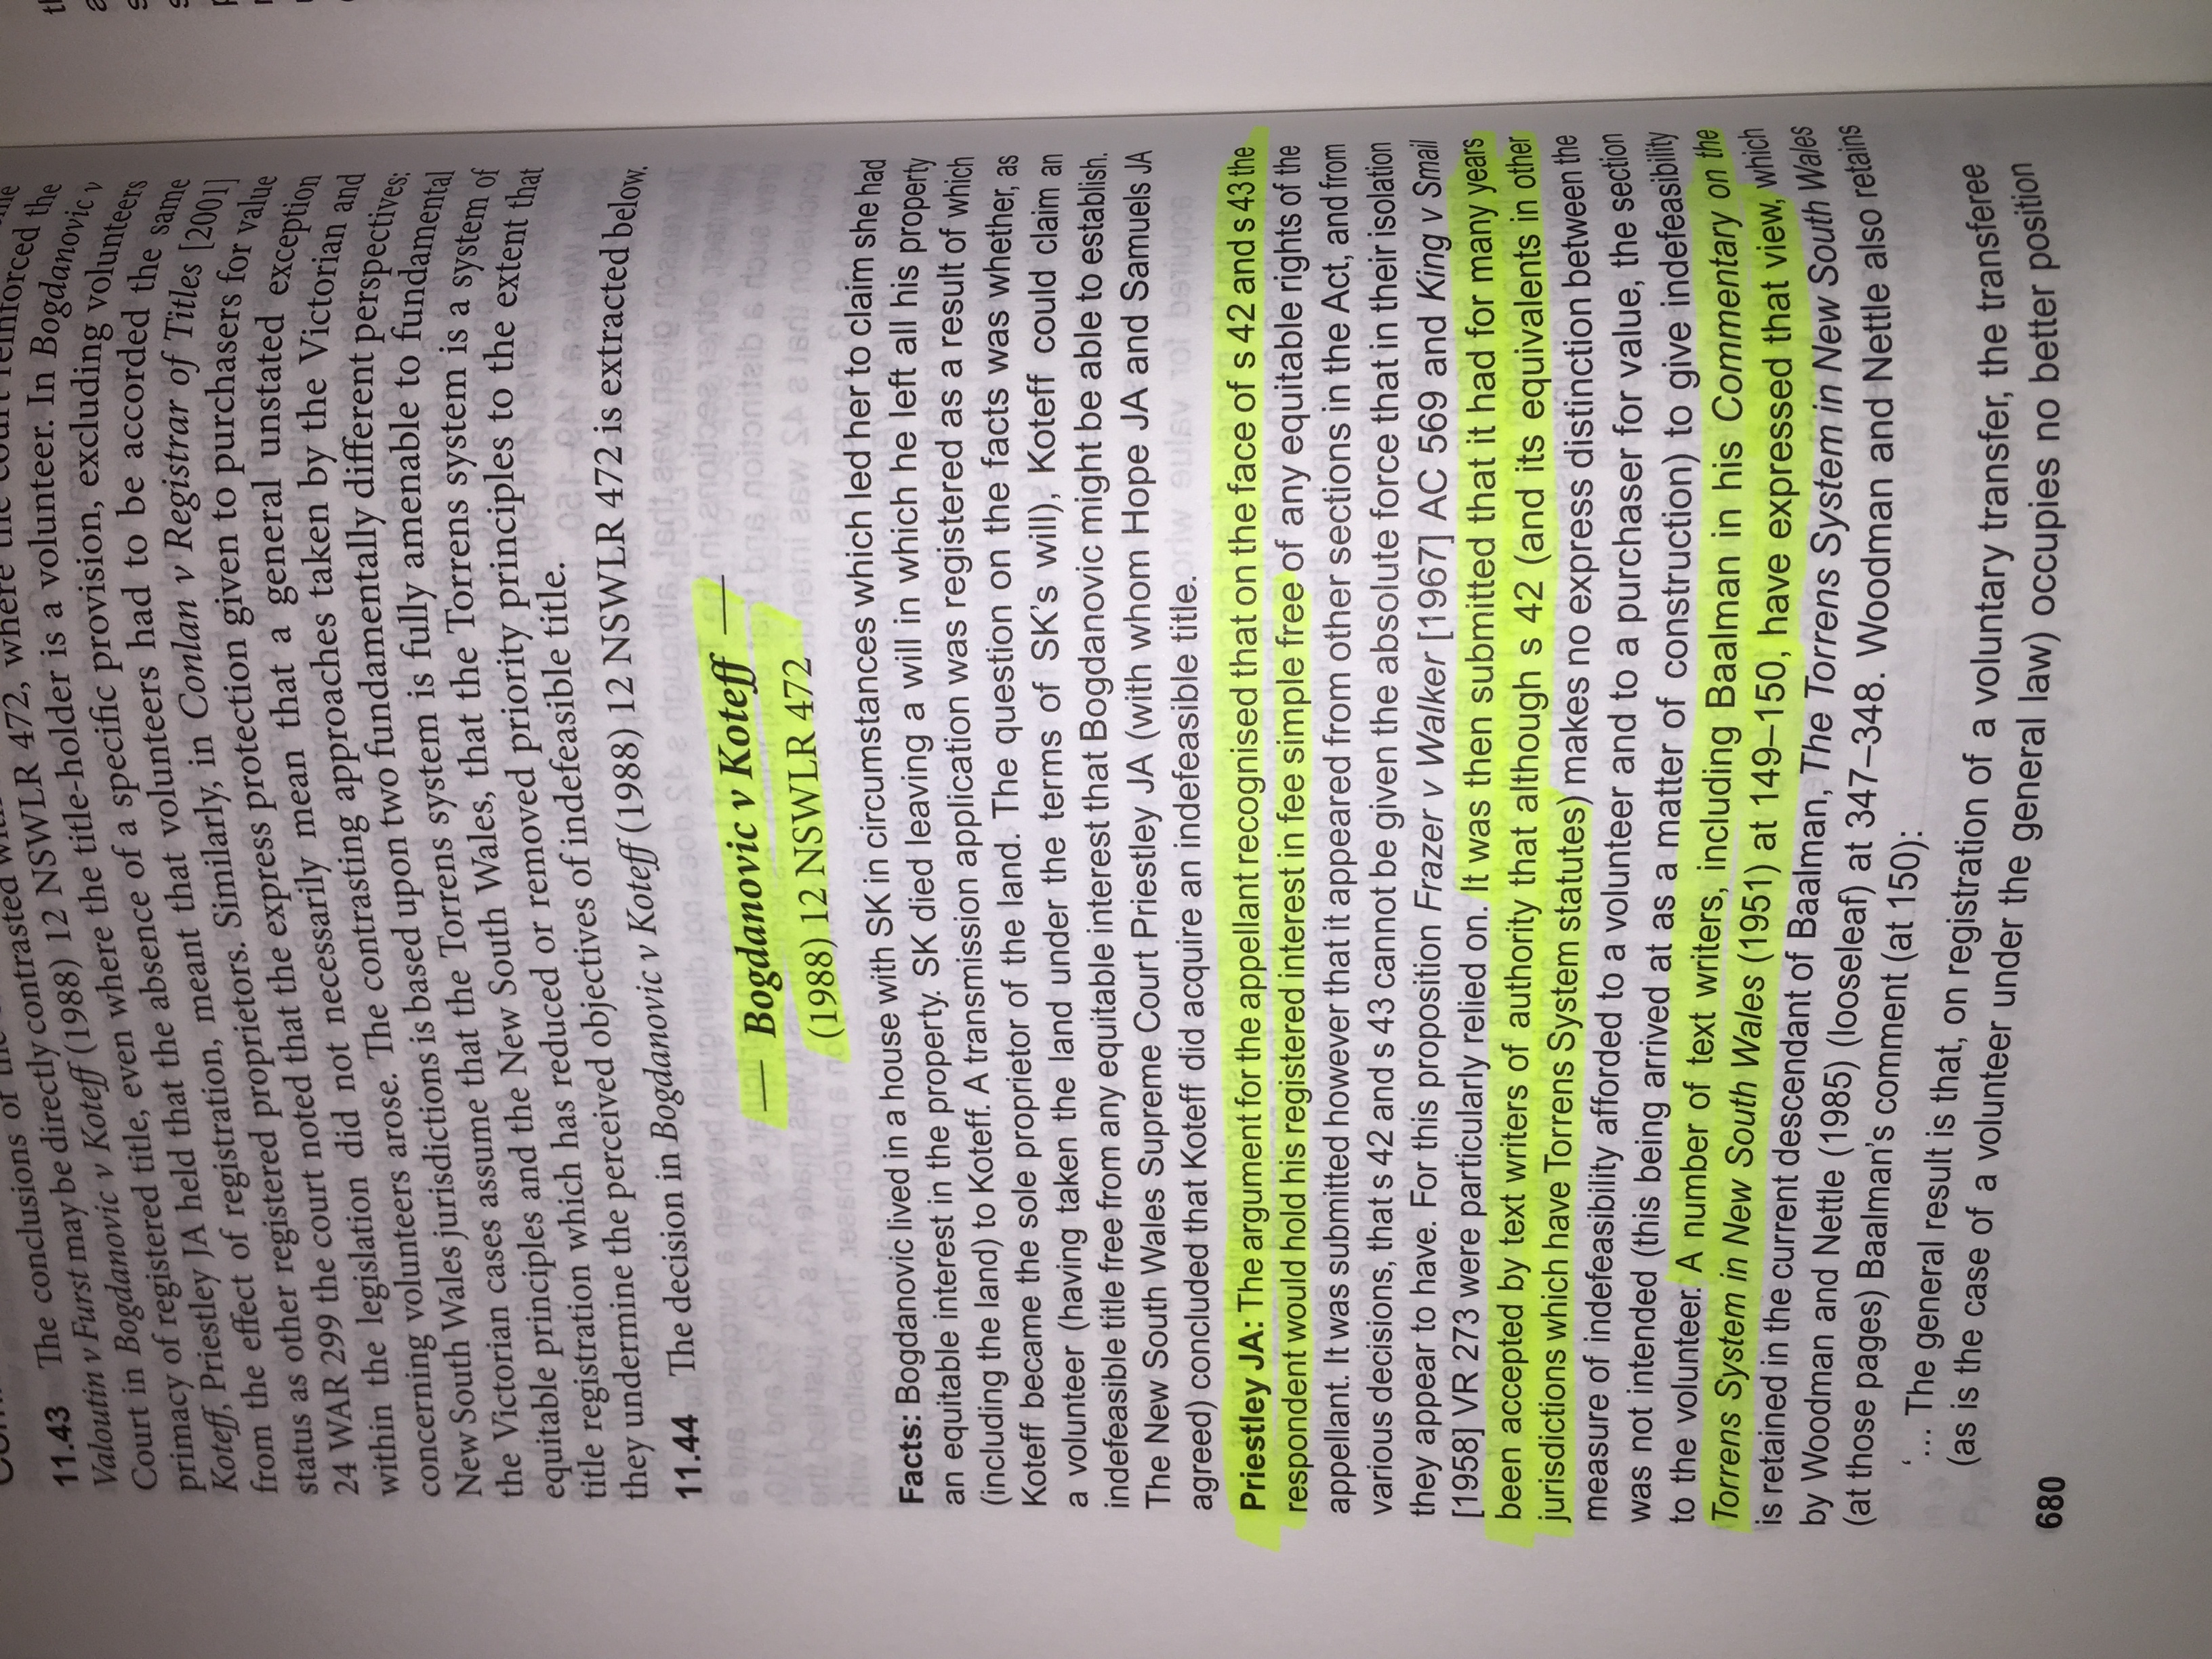 conclusions of the
contrasted
11.43 The conclusions of the
may be directly contrasted with
472, where the court reinforced the
Valoutin v Furst may be directly contrasted
Bogdanovic v Koteff (1988) 12 NSWLR 472, where the title-holder is a volunteer. In Bogdanovic v
Court in Bogdanovic v Koteff, even where a specific provision, excluding volunteers
primacy of registered title, even in the absence of a
Koteff, Priestley JA held that the absence of volunteers had to be accorded the same
from the effect of registration, meant that volunteers
status as other registered proprietors. Similarly, in Conlan v Registrar of Titles [2001]
24 WAR 299 the court noted that the express protection given to purchasers for value
within the legislation did not necessarily mean that a general unstated exception
concerning volunteers arose. The contrasting approaches taken by the Victorian and
New South Wales jurisdictions is based upon two fundamentally different perspectives:
the Victorian cases assume that the Torrens system is fully amenable to fundamental
equitable principles and the New South Wales, that the Torrens system is a system of
title registration which has reduced or removed priority principles to the extent that
they undermine the perceived objectives of indefeasible title.
11.44 The decision in Bogdanovic v Koteff (1988) 12 NSWLR 472 is extracted below.
— Bogdanovic v Koteff —
(1988) 12 NSWLR 472
Facts: Bogdanovic lived in a house with SK in circumstances which led her to claim she had
an equitable interest in the property. SK died leaving a will in which he left all his property
(including the land) to Koteff. A transmission application was registered as a result of which
Koteff became the sole proprietor of the land. The question on the facts was whether, as
a volunteer (having taken the land under the terms of SK's will), Koteff could claim an
indefeasible title free from any equitable interest that Bogdanovic might be able to establish.
The New South Wales Supreme Court Priestley JA (with whom Hope JA and Samuels JA
agreed) concluded that Koteff did acquire an indefeasible title.
Priestley JA: The argument for the appellant recognised that on the face of s 42 and s 43 the
respondent would hold his registered interest in fee simple free of any equitable rights of the
appellant. It was submitted however that it appeared from other sections in the Act, and from
various decisions, that s 42 and s 43 cannot be given the absolute force that in their isolation
they appear to have. For this proposition Frazer v Walker [1967] AC 569 and King v Smail
[1958] VR 273 were particularly relied on. It was then submitted that it had for many years
been accepted by text writers of authority that although s 42 (and its equivalents in other
jurisdictions which have Torrens System statutes) makes no express distinction between the
measure of indefeasibility afforded to a volunteer and to a purchaser for value, the section
was not intended (this being arrived at as a matter of construction) to give indefeasibility
to the volunteer. A number of text writers, including Baalman in his Commentary on the
Torrens System in New South Wales (1951) at 149–150, have expressed that view, which
is retained in the current descendant of Baalman, The Torrens System in New South Wales
by Woodman and Nettle (1985) (looseleaf) at 347–348. Woodman and Nettle also retains
(at those pages) Baalman's comment (at 150):
'… The general result is that, on registration of a voluntary transfer, the transferee
(as is the case of a volunteer under the general law) occupies no better position
680